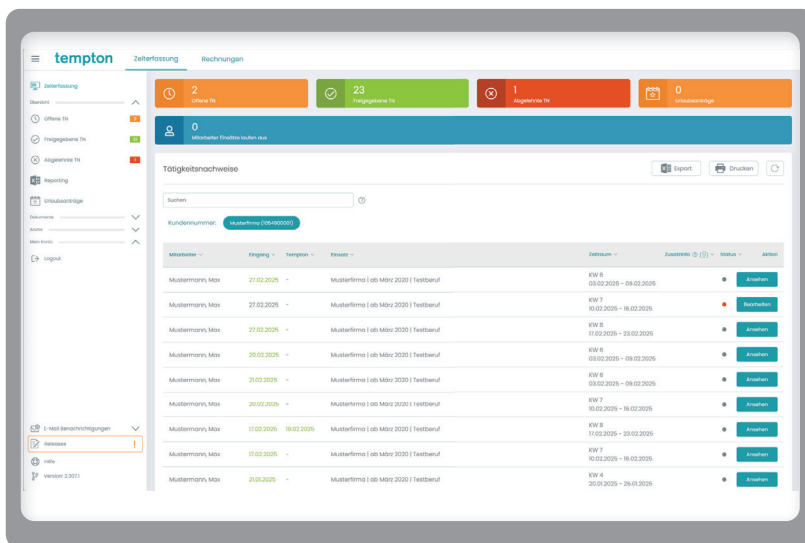 tempton
Zeiterfassung
Rechnungen
Zeiterfassung
Übersicht
Offene TN
2
Freigegebene TN
23
Abgelehnte TN
1
Reporting
Urlaubsanträge
Dokumente
Mein Konto
Logout
E-Mail Benachrichtigungen
Releases
!
Hilfe
Version: 2.307.1
2
Offene TN
23
Freigegebene TN
1
Abgelehnte TN
0
Urlaubsanträge
0
Mitarbeiter Einsätze laufen aus
Tätigkeitsnachweise
Export
Drucken
Suchen
Kundennummer:
Musterfirma (1054900001)
Mitarbeiter Eingang Tempton Einsatz Zeitraum Zusatzinfo Status Aktion
Mustermann, Max 27.02.2025 - Musterfirma | ab März 2020 | Testberuf KW 6 Ansehen
03.02.2025 - 09.02.2025
Mustermann, Max 27.02.2025 - Musterfirma | ab März 2020 | Testberuf KW 7 Bearbeiten
10.02.2025 - 16.02.2025
Mustermann, Max 27.02.2025 - Musterfirma | ab März 2020 | Testberuf KW 8 Ansehen
17.02.2025 - 23.02.2025
Mustermann, Max 20.02.2025 - Musterfirma | ab März 2020 | Testberuf KW 6 Ansehen
03.02.2025 - 09.02.2025
Mustermann, Max 21.02.2025 - Musterfirma | ab März 2020 | Testberuf KW 6 Ansehen
03.02.2025 - 09.02.2025
Mustermann, Max 20.02.2025 - Musterfirma | ab März 2020 | Testberuf KW 7 Ansehen
10.02.2025 - 16.02.2025
Mustermann, Max 17.02.2025 19.02.2025 Musterfirma | ab März 2020 | Testberuf KW 8 Ansehen
17.02.2025 - 23.02.2025
Mustermann, Max 17.02.2025 - Musterfirma | ab März 2020 | Testberuf KW 7 Ansehen
10.02.2025 - 16.02.2025
Mustermann, Max 21.01.2025 - Musterfirma | ab März 2020 | Testberuf KW 4 Ansehen
20.01.2025 - 26.01.2025